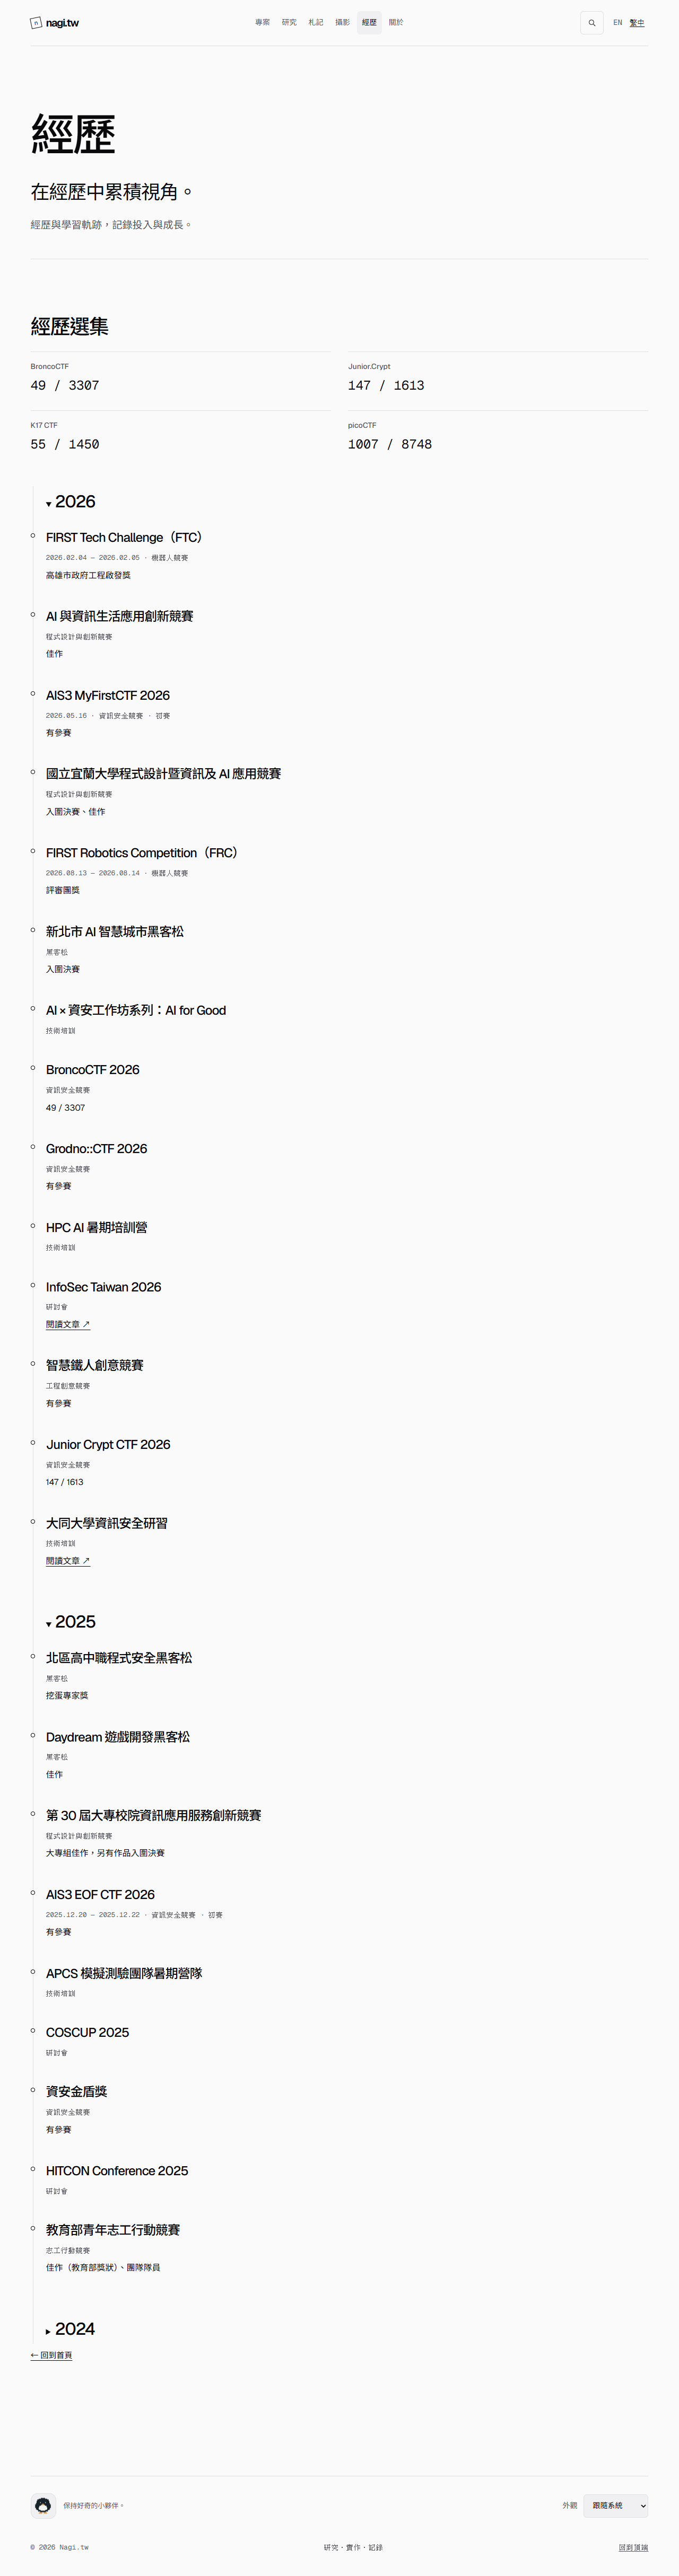 n nagi.tw
專案 研究 札記 攝影 經歷 關於
EN 繁中
經歷
在經歷中累積視角。
經歷與學習軌跡，記錄投入與成長。
經歷選集
BroncoCTF
49 / 3307
Junior.Crypt
147 / 1613
K17 CTF
55 / 1450
picoCTF
1007 / 8748
▾ 2026
FIRST Tech Challenge（FTC）
2026.02.04 – 2026.02.05 · 機器人競賽
高雄市政府工程啟發獎
AI 與資訊生活應用創新競賽
程式設計與創新競賽
佳作
AIS3 MyFirstCTF 2026
2026.05.16 · 資訊安全競賽 · 初賽
有參賽
國立宜蘭大學程式設計暨資訊及 AI 應用競賽
程式設計與創新競賽
入圍決賽、佳作
FIRST Robotics Competition（FRC）
2026.08.13 – 2026.08.14 · 機器人競賽
評審團獎
新北市 AI 智慧城市黑客松
黑客松
入圍決賽
AI × 資安工作坊系列：AI for Good
技術培訓
BroncoCTF 2026
資訊安全競賽
49 / 3307
Grodno::CTF 2026
資訊安全競賽
有參賽
HPC AI 暑期培訓營
技術培訓
InfoSec Taiwan 2026
研討會
閱讀文章 ↗
智慧鐵人創意競賽
工程創意競賽
有參賽
Junior Crypt CTF 2026
資訊安全競賽
147 / 1613
大同大學資訊安全研習
技術培訓
閱讀文章 ↗
▾ 2025
北區高中職程式安全黑客松
黑客松
挖蛋專家獎
Daydream 遊戲開發黑客松
黑客松
佳作
第 30 屆大專校院資訊應用服務創新競賽
程式設計與創新競賽
大專組佳作，另有作品入圍決賽
AIS3 EOF CTF 2026
2025.12.20 – 2025.12.22 · 資訊安全競賽 · 初賽
有參賽
APCS 模擬測驗團隊暑期營隊
技術培訓
COSCUP 2025
研討會
資安金盾獎
資訊安全競賽
有參賽
HITCON Conference 2025
研討會
教育部青年志工行動競賽
志工行動競賽
佳作（教育部獎狀）、團隊隊員
▸ 2024
← 回到首頁
保持好奇的小夥伴。
外觀 跟隨系統
© 2026 Nagi.tw
研究・實作・記錄
回到頂端